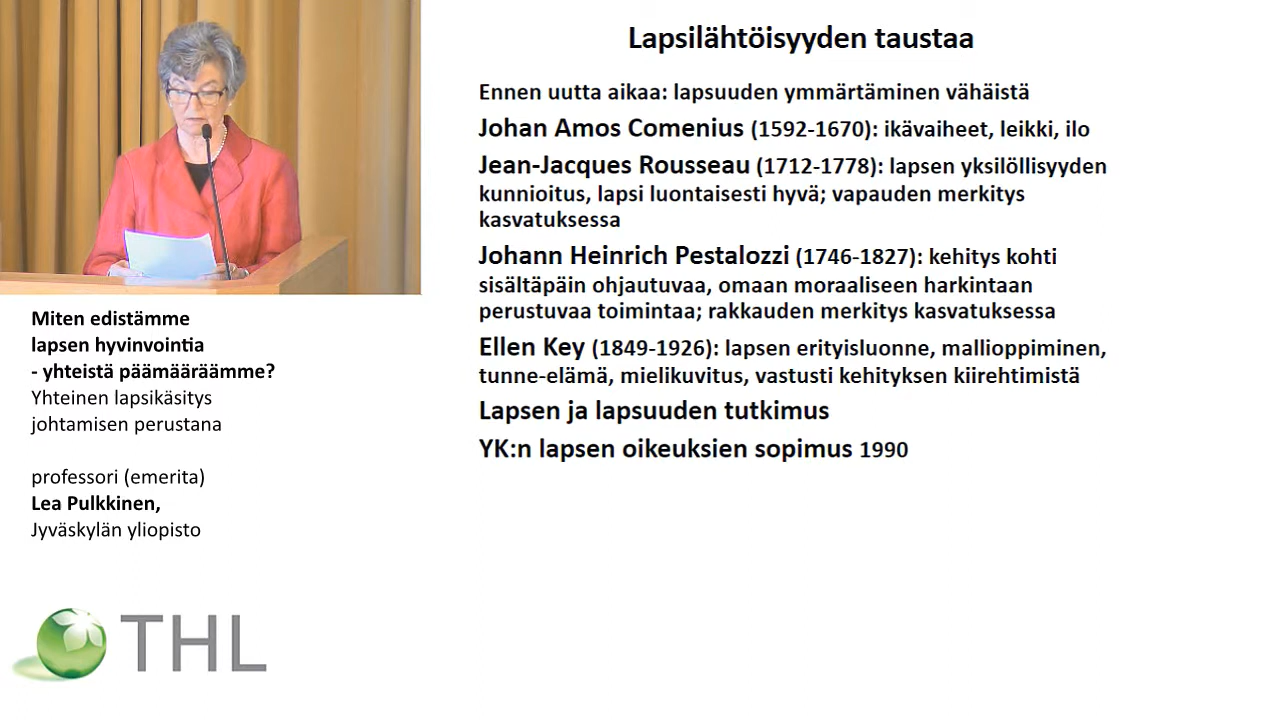 Lapsilähtöisyyden taustaa
Ennen uutta aikaa: lapsuuden ymmärtäminen vähäistä
Johan Amos Comenius (1592-1670): ikävaiheet, leikki, ilo
Jean-Jacques Rousseau (1712-1778): lapsen yksilöllisyyden
kunnioitus, lapsi luontaisesti hyvä; vapauden merkitys
kasvatuksessa
Johann Heinrich Pestalozzi (1746-1827): kehitys kohti
sisältäpäin ohjautuvaa, omaan moraaliseen harkintaan
perustuvaa toimintaa; rakkauden merkitys kasvatuksessa
Ellen Key (1849-1926): lapsen erityisluonne, mallioppiminen,
tunne-elämä, mielikuvitus, vastusti kehityksen kiirehtimistä
Lapsen ja lapsuuden tutkimus
YK:n lapsen oikeuksien sopimus 1990
Miten edistämme
lapsen hyvinvointia
- yhteistä päämääräämme?
Yhteinen lapsikäsitys
johtamisen perustana
professori (emerita)
Lea Pulkkinen,
Jyväskylän yliopisto
THL